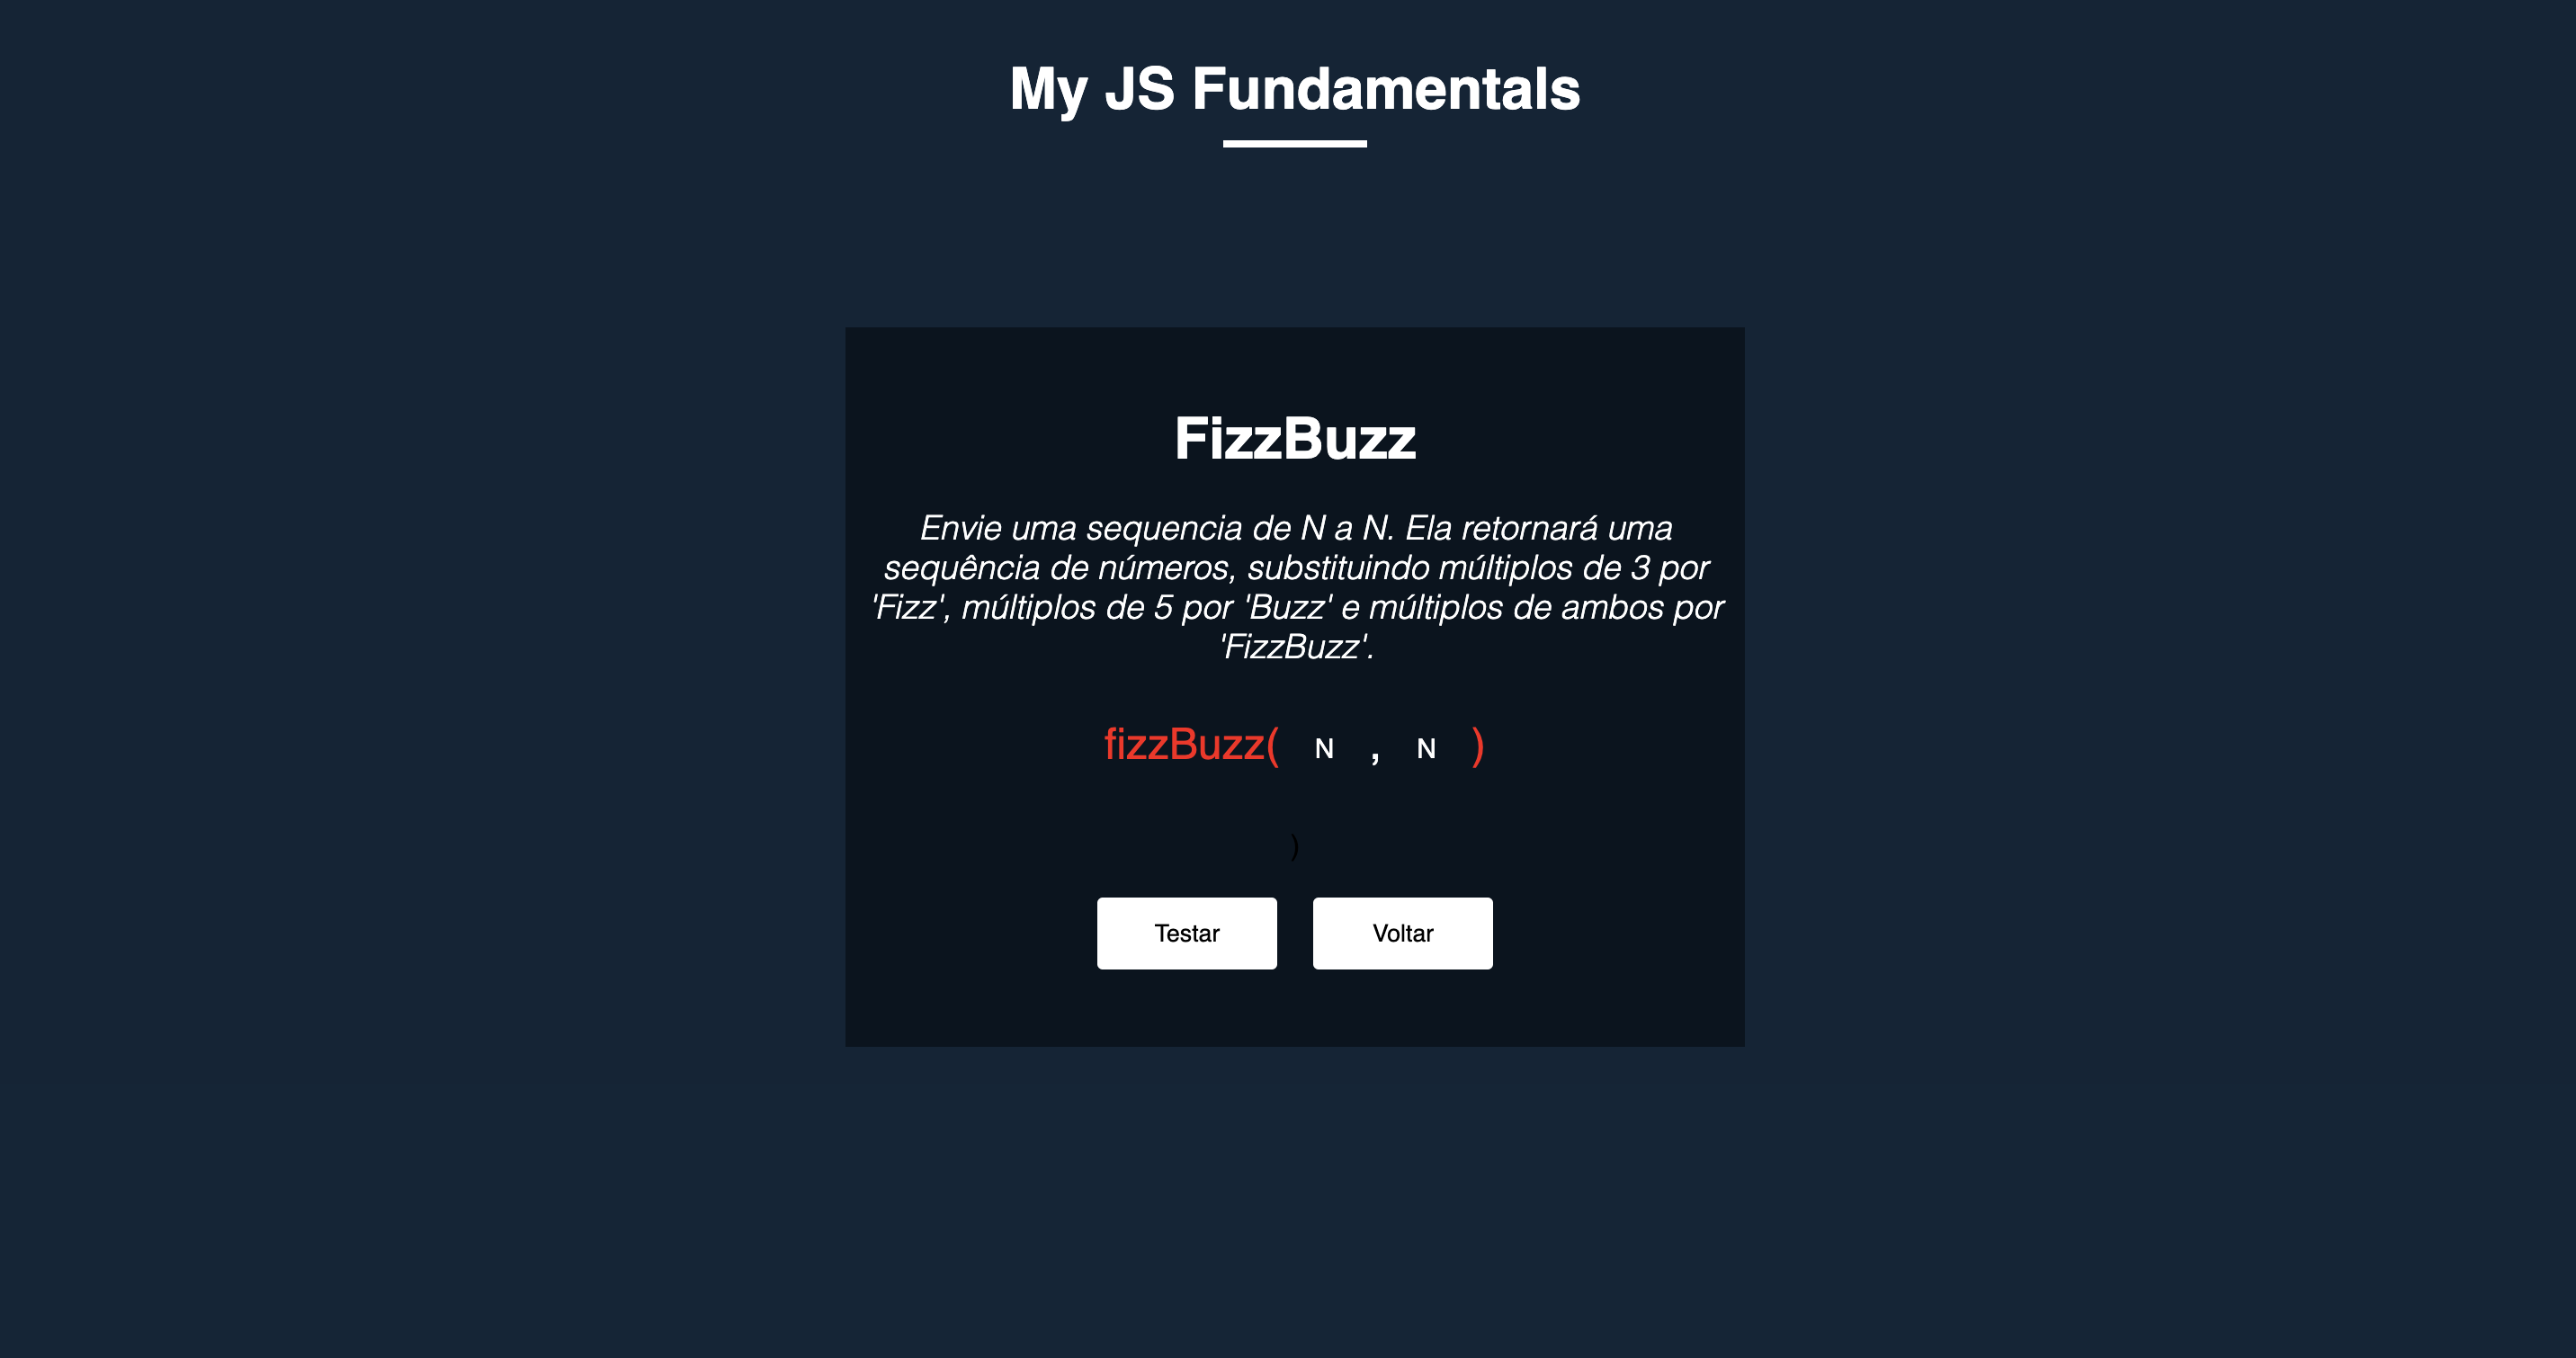 My JS Fundamentals
FizzBuzz
Envie uma sequencia de N a N. Ela retornará uma
sequência de números, substituindo múltiplos de 3 por
'Fizz', múltiplos de 5 por 'Buzz' e múltiplos de ambos por
'FizzBuzz'.
fizzBuzz( N , N )
)
Testar Voltar